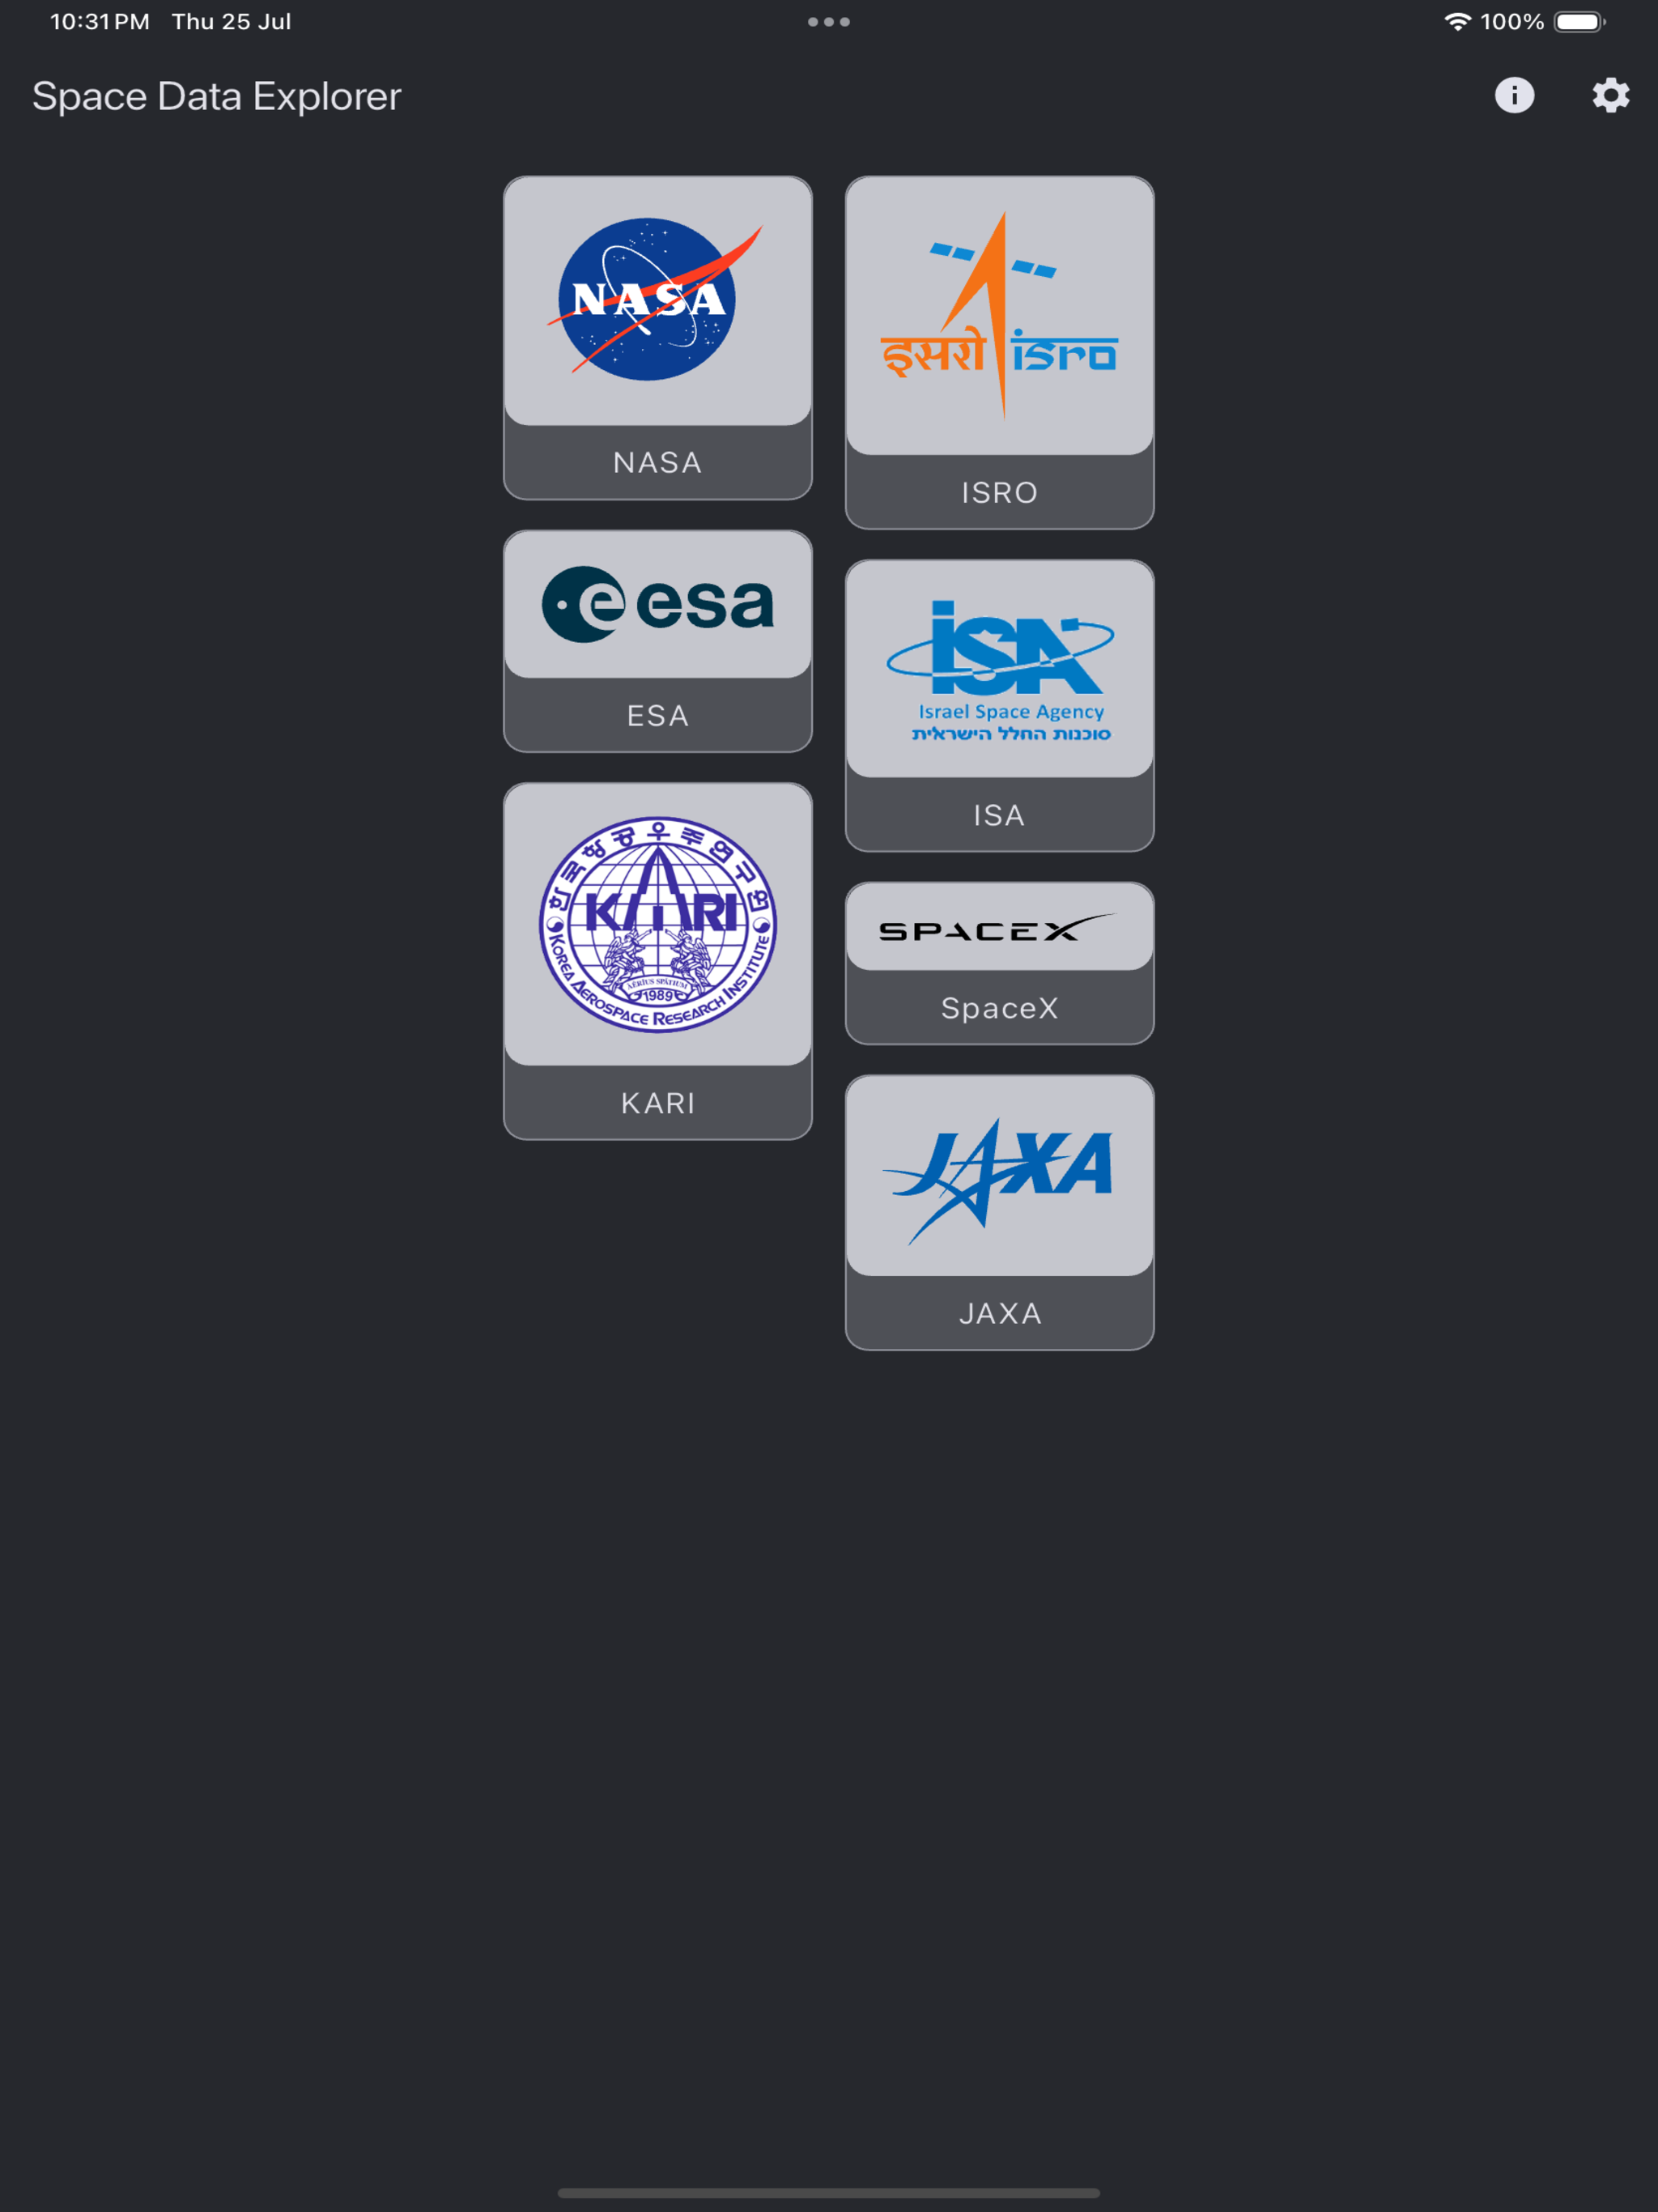 10:31 PM Thu 25 Jul
100%
Space Data Explorer
NASA
NASA
इसरो isro
ISRO
esa
ESA
ISA
Israel Space Agency
סוכנות החלל הישראלית
ISA
한국항공우주연구원
KARI
AËRIUS SPÁTIUM
1989
KOREA AEROSPACE RESEARCH INSTITUTE
KARI
SPACEX
SpaceX
JAXA
JAXA